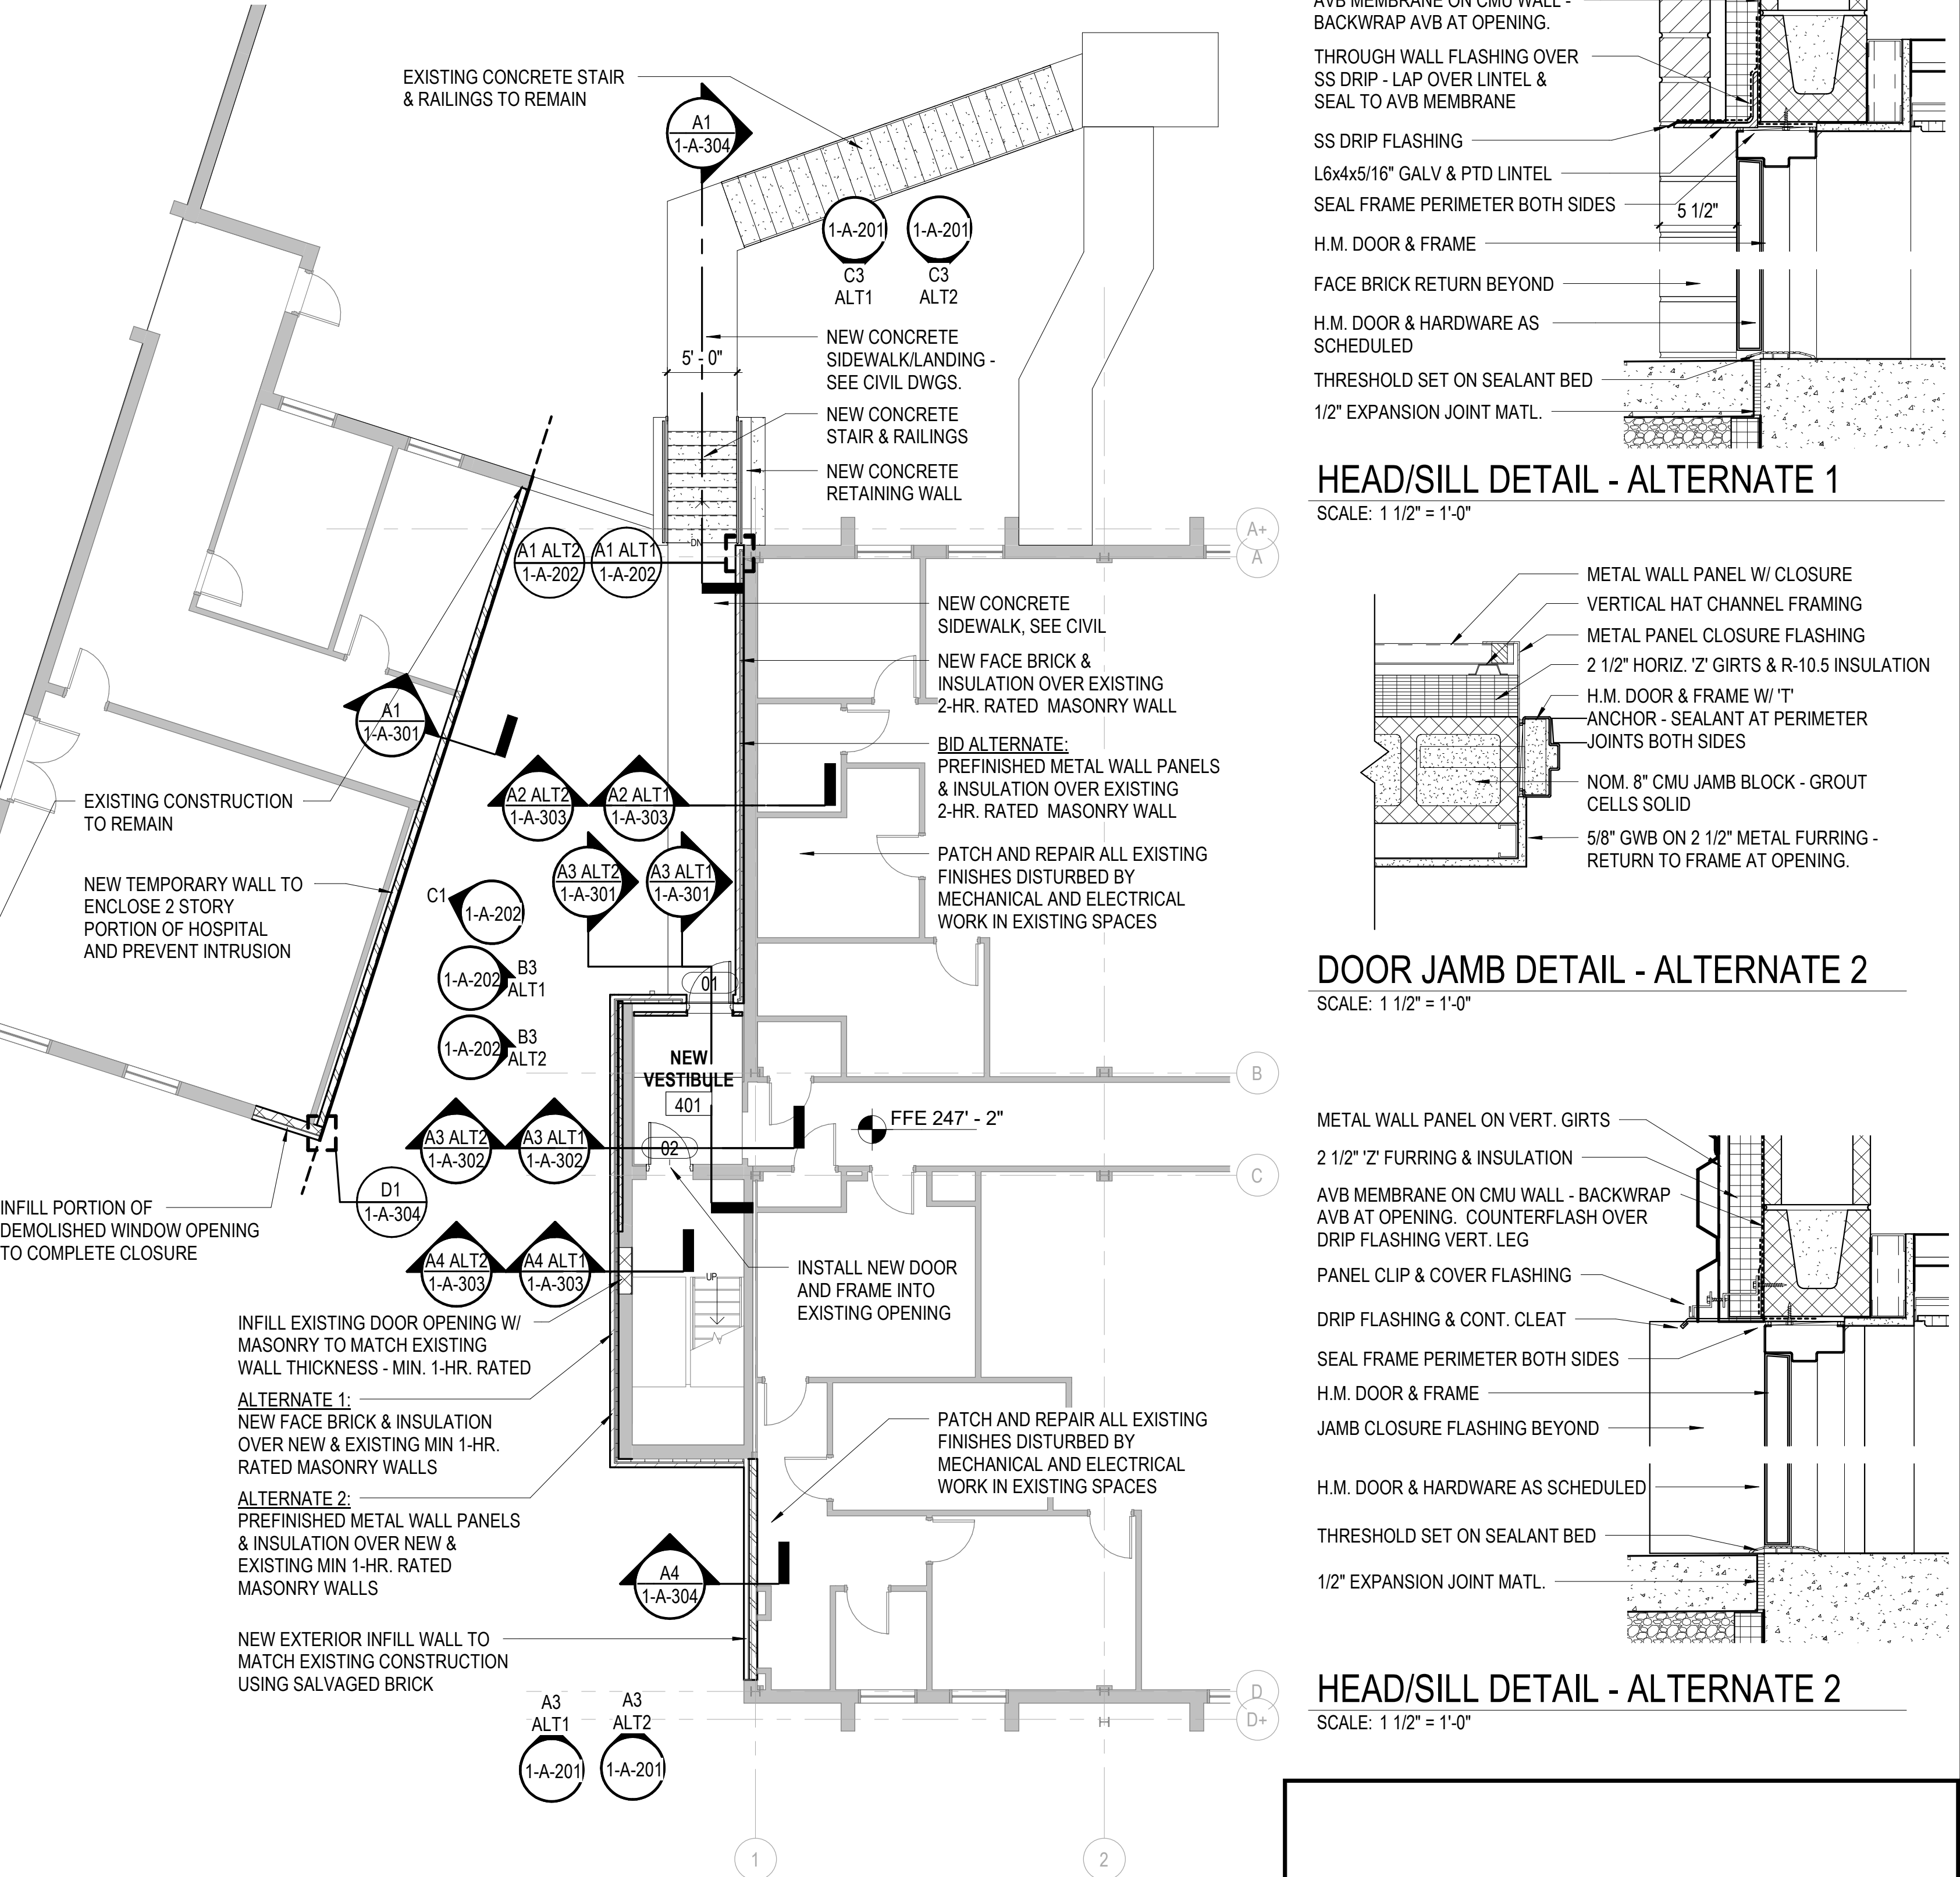 EXISTING CONCRETE STAIR
& RAILINGS TO REMAIN
A1
1-A-304
1-A-201
C3
ALT1
1-A-201
C3
ALT2
NEW CONCRETE
SIDEWALK/LANDING -
SEE CIVIL DWGS.
5' - 0"
NEW CONCRETE
STAIR & RAILINGS
NEW CONCRETE
RETAINING WALL
DN
A+
A
A1 ALT2
1-A-202
A1 ALT1
1-A-202
NEW CONCRETE
SIDEWALK, SEE CIVIL
NEW FACE BRICK &
INSULATION OVER EXISTING
2-HR. RATED MASONRY WALL
BID ALTERNATE:
PREFINISHED METAL WALL PANELS
& INSULATION OVER EXISTING
2-HR. RATED MASONRY WALL
A1
1-A-301
A2 ALT2
1-A-303
A2 ALT1
1-A-303
EXISTING CONSTRUCTION
TO REMAIN
PATCH AND REPAIR ALL EXISTING
FINISHES DISTURBED BY
MECHANICAL AND ELECTRICAL
WORK IN EXISTING SPACES
A3 ALT2
1-A-301
A3 ALT1
1-A-301
NEW TEMPORARY WALL TO
ENCLOSE 2 STORY
PORTION OF HOSPITAL
AND PREVENT INTRUSION
C1
1-A-202
1-A-202
B3
ALT1
01
1-A-202
B3
ALT2
NEW
VESTIBULE
401
B
FFE 247' - 2"
A3 ALT2
1-A-302
A3 ALT1
1-A-302
02
C
D1
1-A-304
INFILL PORTION OF
DEMOLISHED WINDOW OPENING
TO COMPLETE CLOSURE
A4 ALT2
1-A-303
A4 ALT1
1-A-303
UP
INSTALL NEW DOOR
AND FRAME INTO
EXISTING OPENING
INFILL EXISTING DOOR OPENING W/
MASONRY TO MATCH EXISTING
WALL THICKNESS - MIN. 1-HR. RATED
ALTERNATE 1:
NEW FACE BRICK & INSULATION
OVER NEW & EXISTING MIN 1-HR.
RATED MASONRY WALLS
ALTERNATE 2:
PREFINISHED METAL WALL PANELS
& INSULATION OVER NEW &
EXISTING MIN 1-HR. RATED
MASONRY WALLS
PATCH AND REPAIR ALL EXISTING
FINISHES DISTURBED BY
MECHANICAL AND ELECTRICAL
WORK IN EXISTING SPACES
A4
1-A-304
NEW EXTERIOR INFILL WALL TO
MATCH EXISTING CONSTRUCTION
USING SALVAGED BRICK
D
D+
A3
ALT1
1-A-201
A3
ALT2
1-A-201
1
2
AVB MEMBRANE ON CMU WALL -
BACKWRAP AVB AT OPENING.
THROUGH WALL FLASHING OVER
SS DRIP - LAP OVER LINTEL &
SEAL TO AVB MEMBRANE
SS DRIP FLASHING
L6x4x5/16" GALV & PTD LINTEL
SEAL FRAME PERIMETER BOTH SIDES
5 1/2"
H.M. DOOR & FRAME
FACE BRICK RETURN BEYOND
H.M. DOOR & HARDWARE AS
SCHEDULED
THRESHOLD SET ON SEALANT BED
1/2" EXPANSION JOINT MATL.
HEAD/SILL DETAIL - ALTERNATE 1
SCALE: 1 1/2" = 1'-0"
METAL WALL PANEL W/ CLOSURE
VERTICAL HAT CHANNEL FRAMING
METAL PANEL CLOSURE FLASHING
2 1/2" HORIZ. 'Z' GIRTS & R-10.5 INSULATION
H.M. DOOR & FRAME W/ 'T'
ANCHOR - SEALANT AT PERIMETER
JOINTS BOTH SIDES
NOM. 8" CMU JAMB BLOCK - GROUT
CELLS SOLID
5/8" GWB ON 2 1/2" METAL FURRING -
RETURN TO FRAME AT OPENING.
DOOR JAMB DETAIL - ALTERNATE 2
SCALE: 1 1/2" = 1'-0"
METAL WALL PANEL ON VERT. GIRTS
2 1/2" 'Z' FURRING & INSULATION
AVB MEMBRANE ON CMU WALL - BACKWRAP
AVB AT OPENING. COUNTERFLASH OVER
DRIP FLASHING VERT. LEG
PANEL CLIP & COVER FLASHING
DRIP FLASHING & CONT. CLEAT
SEAL FRAME PERIMETER BOTH SIDES
H.M. DOOR & FRAME
JAMB CLOSURE FLASHING BEYOND
H.M. DOOR & HARDWARE AS SCHEDULED
THRESHOLD SET ON SEALANT BED
1/2" EXPANSION JOINT MATL.
HEAD/SILL DETAIL - ALTERNATE 2
SCALE: 1 1/2" = 1'-0"